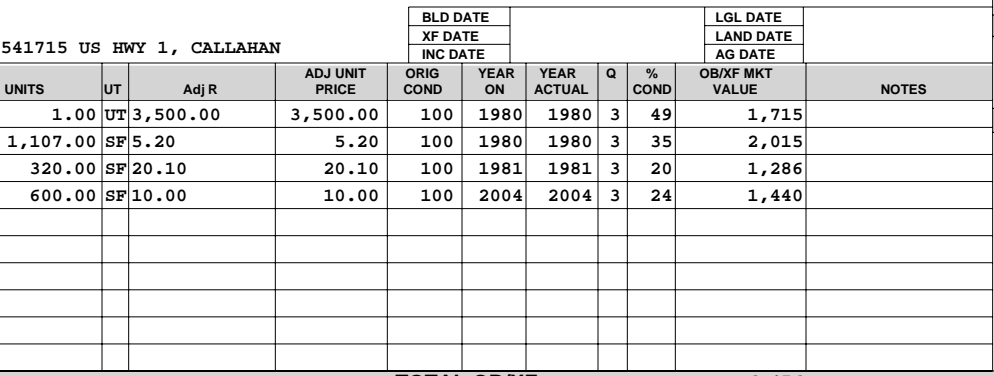 BLD DATE LGL DATE
XF DATE LAND DATE
541715 US HWY 1, CALLAHAN INC DATE AG DATE
UNITS UT Adj R ADJ UNIT PRICE ORIG COND YEAR ON YEAR ACTUAL Q % COND OB/XF MKT VALUE NOTES
1.00 UT 3,500.00 3,500.00 100 1980 1980 3 49 1,715
1,107.00 SF 5.20 5.20 100 1980 1980 3 35 2,015
320.00 SF 20.10 20.10 100 1981 1981 3 20 1,286
600.00 SF 10.00 10.00 100 2004 2004 3 24 1,440
TOTAL OB/XF